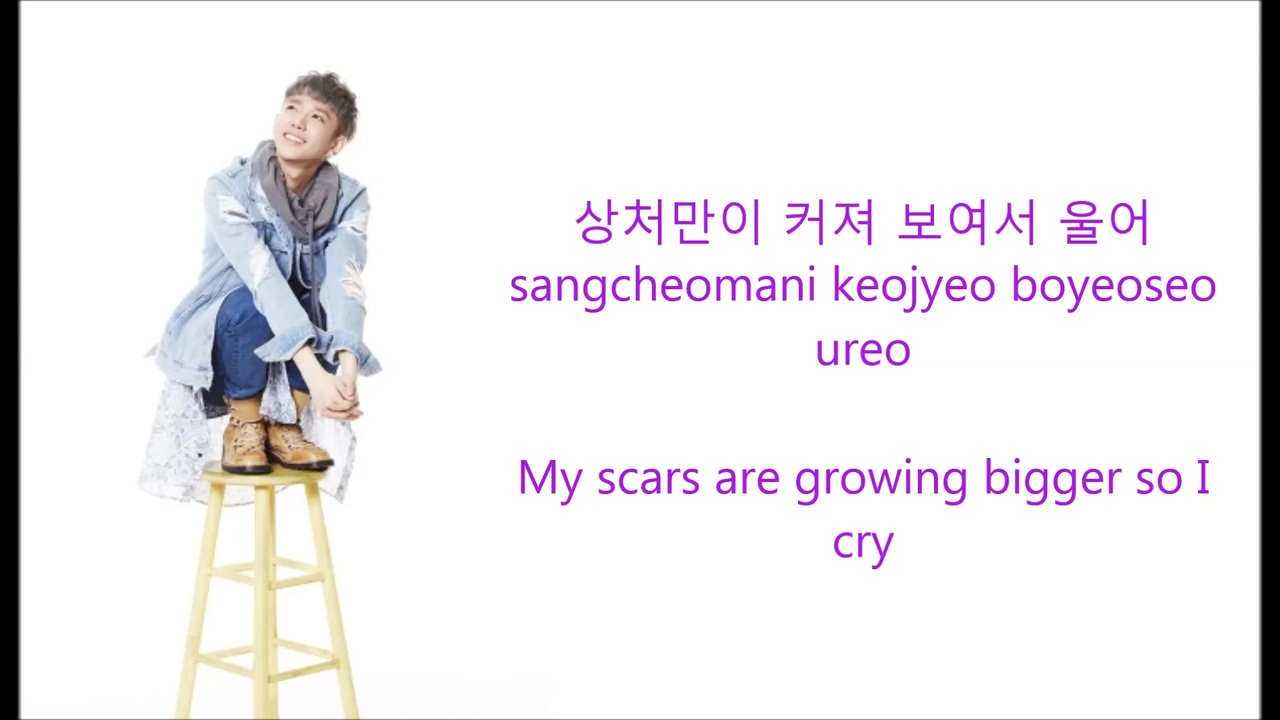 상처만이 커져 보여서 울어
sangcheomani keojyeo boyeoseo
ureo
My scars are growing bigger so I
cry